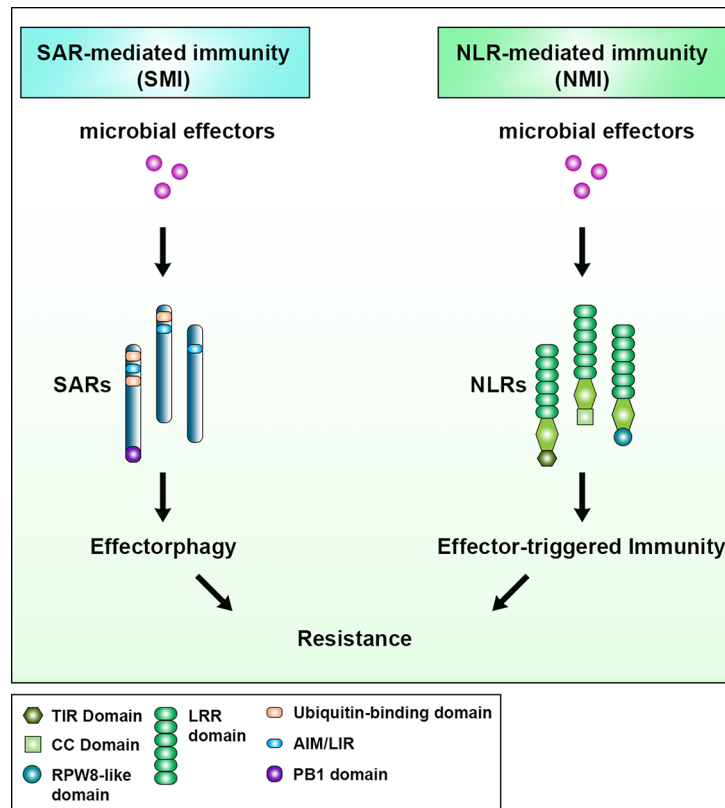 SAR-mediated immunity
(SMI)
NLR-mediated immunity
(NMI)
microbial effectors
microbial effectors
SARs
NLRs
Effectorphagy
Effector-triggered Immunity
Resistance
TIR Domain
CC Domain
RPW8-like
domain
LRR
domain
Ubiquitin-binding domain
AIM/LIR
PB1 domain